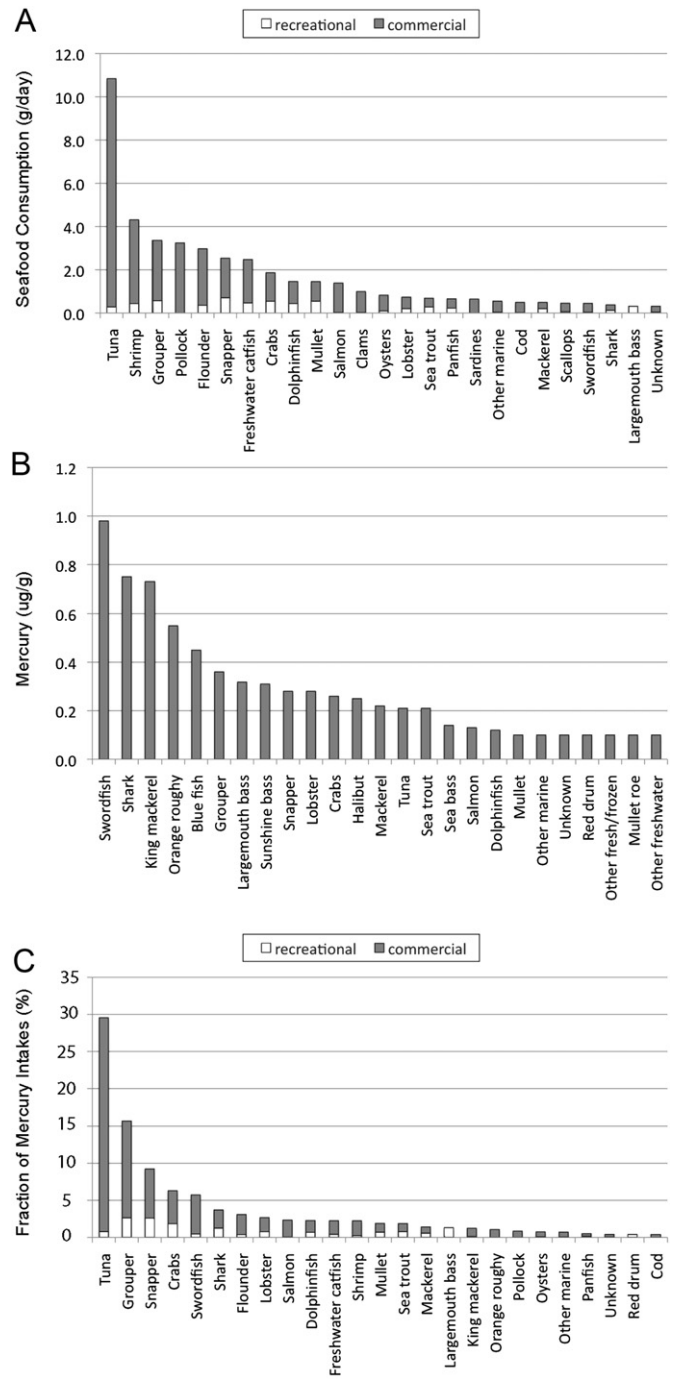 A
recreational commercial
Seafood Consumption (g/day)
12.0
10.0
8.0
6.0
4.0
2.0
0.0
Tuna
Shrimp
Grouper
Pollock
Flounder
Snapper
Freshwater catfish
Crabs
Dolphinfish
Mullet
Salmon
Clams
Oysters
Lobster
Sea trout
Panfish
Sardines
Other marine
Cod
Mackerel
Scallops
Swordfish
Shark
Largemouth bass
Unknown
B
Mercury (ug/g)
1.2
1.0
0.8
0.6
0.4
0.2
0.0
Swordfish
Shark
King mackerel
Orange roughy
Blue fish
Grouper
Largemouth bass
Sunshine bass
Snapper
Lobster
Crabs
Halibut
Mackerel
Tuna
Sea trout
Sea bass
Salmon
Dolphinfish
Mullet
Other marine
Unknown
Red drum
Other fresh/frozen
Mullet roe
Other freshwater
recreational commercial
C
Fraction of Mercury Intakes (%)
35
30
25
20
15
10
5
0
Tuna
Grouper
Snapper
Crabs
Swordfish
Shark
Flounder
Lobster
Salmon
Dolphinfish
Freshwater catfish
Shrimp
Mullet
Sea trout
Mackerel
Largemouth bass
King mackerel
Orange roughy
Pollock
Oysters
Other marine
Panfish
Unknown
Red drum
Cod